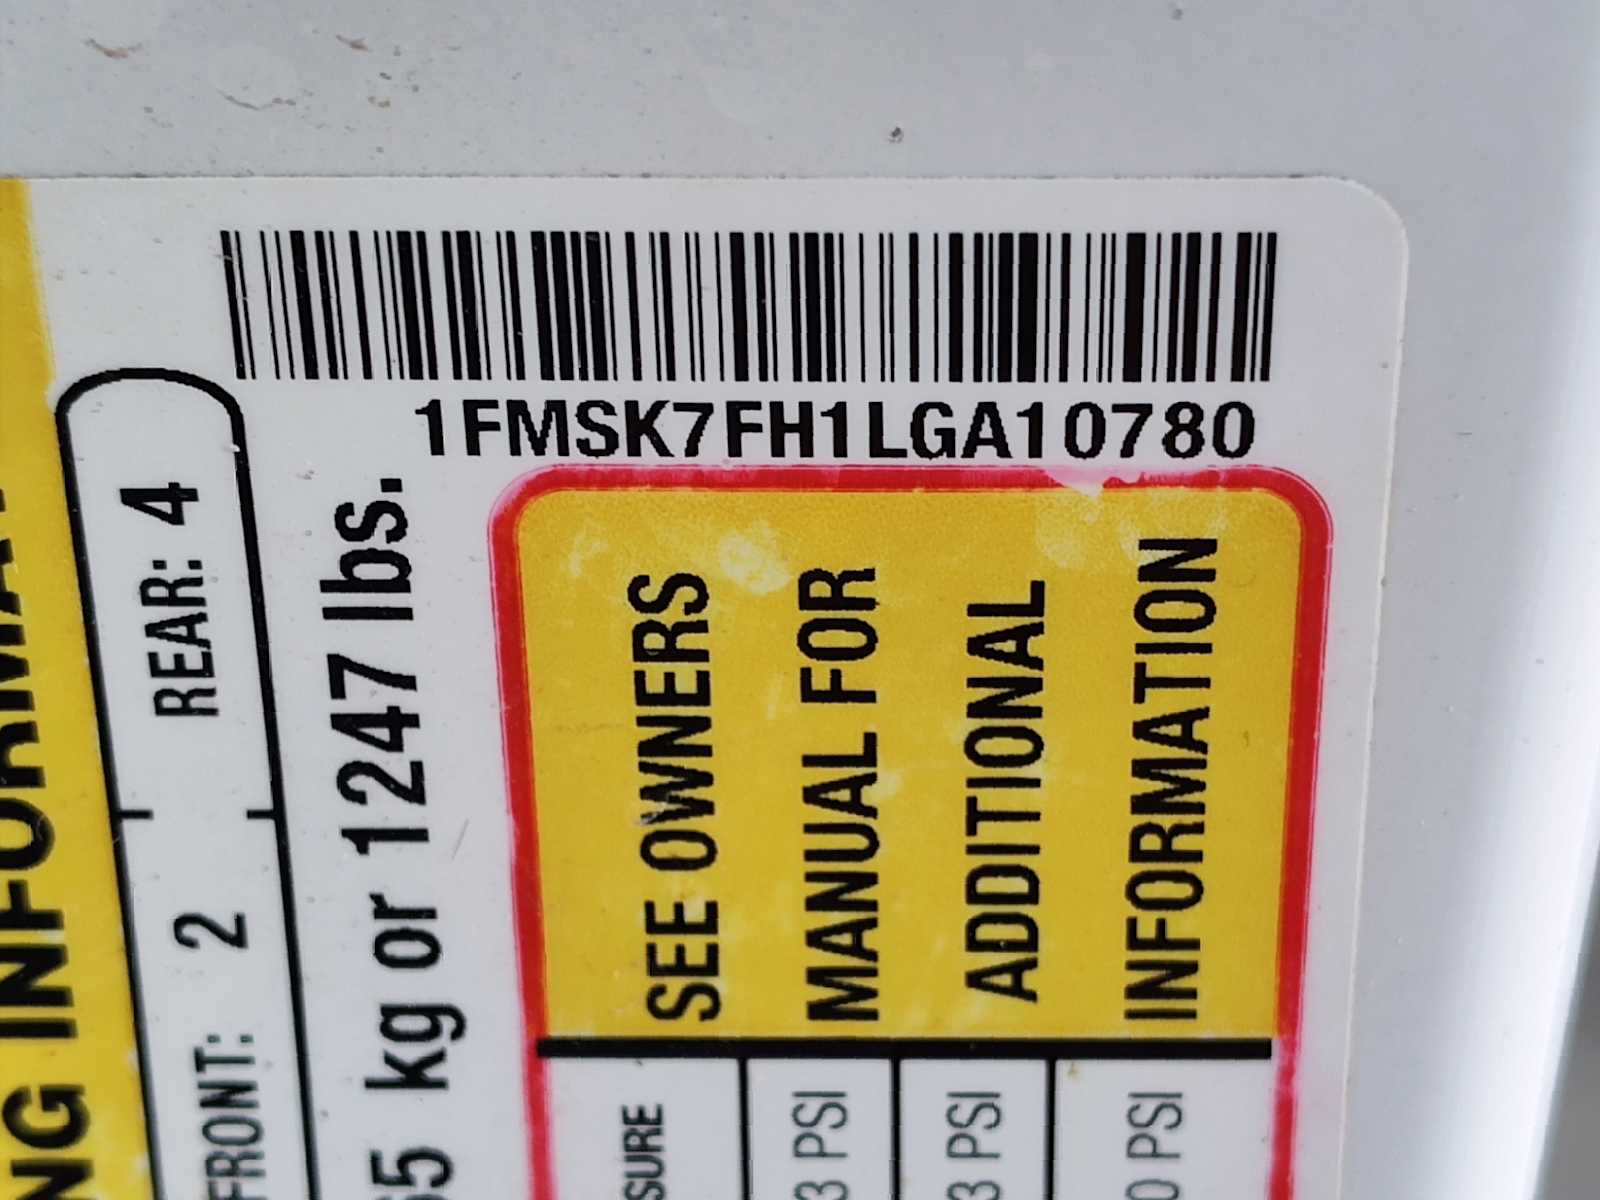 1FMSK7FH1LGA10780
FRONT: 2 REAR: 4
kg or 1247 lbs.
SEE OWNERS
MANUAL FOR
ADDITIONAL
INFORMATION
PSI
PSI
PSI